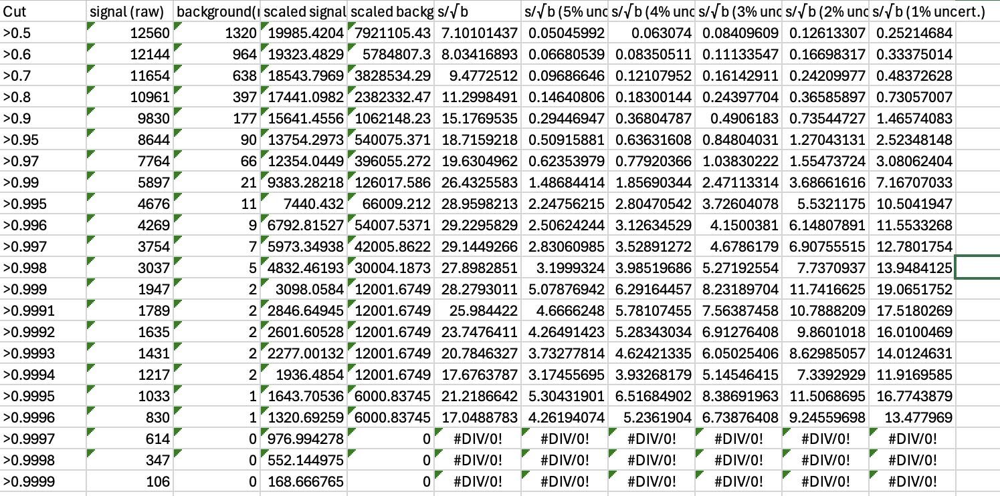 Cut signal (raw) background(r scaled signal scaled backg s/√b s/√b (5% unc s/√b (4% unc s/√b (3% unc s/√b (2% unc s/√b (1% uncert.)
>0.5 12560 1320 19985.4204 7921105.43 7.10101437 0.05045992 0.063074 0.08409609 0.12613307 0.25214684
>0.6 12144 964 19323.4829 5784807.3 8.03416893 0.06680539 0.08350511 0.11133547 0.16698317 0.33375014
>0.7 11654 638 18543.7969 3828534.29 9.4772512 0.09686646 0.12107952 0.16142911 0.24209977 0.48372628
>0.8 10961 397 17441.0982 2382332.47 11.2998491 0.14640806 0.18300144 0.24397704 0.36585897 0.73057007
>0.9 9830 177 15641.4556 1062148.23 15.1769535 0.29446947 0.36804787 0.4906183 0.73544727 1.46574083
>0.95 8644 90 13754.2973 540075.371 18.7159218 0.50915881 0.63631608 0.84804031 1.27043131 2.52348148
>0.97 7764 66 12354.0449 396055.272 19.6304962 0.62353979 0.77920366 1.03830222 1.55473724 3.08062404
>0.99 5897 21 9383.28218 126017.586 26.4325583 1.48684414 1.85690344 2.47113314 3.68661616 7.16707033
>0.995 4676 11 7440.432 66009.212 28.9598213 2.24756215 2.80470542 3.72604078 5.5321175 10.5041947
>0.996 4269 9 6792.81527 54007.5371 29.2295829 2.50624244 3.12634529 4.1500381 6.14807891 11.5533268
>0.997 3754 7 5973.34938 42005.8622 29.1449266 2.83060985 3.52891272 4.6786179 6.90755515 12.7801754
>0.998 3037 5 4832.46193 30004.1873 27.8982851 3.1999324 3.98519686 5.27192554 7.7370937 13.9484125
>0.999 1947 2 3098.0584 12001.6749 28.2793011 5.07876942 6.29164457 8.23189704 11.7416625 19.0651752
>0.9991 1789 2 2846.64945 12001.6749 25.984422 4.6666248 5.78107455 7.56387458 10.7888209 17.5180269
>0.9992 1635 2 2601.60528 12001.6749 23.7476411 4.26491423 5.28343034 6.91276408 9.8601018 16.0100469
>0.9993 1431 2 2277.00132 12001.6749 20.7846327 3.73277814 4.62421335 6.05025406 8.62985057 14.0124631
>0.9994 1217 2 1936.4854 12001.6749 17.6763787 3.17455695 3.93268179 5.14546415 7.3392929 11.9169585
>0.9995 1033 1 1643.70536 6000.83745 21.2186642 5.30431901 6.51684902 8.38691963 11.5068695 16.7743879
>0.9996 830 1 1320.69259 6000.83745 17.0488783 4.26194074 5.2361904 6.73876408 9.24559698 13.477969
>0.9997 614 0 976.994278 0 #DIV/0! #DIV/0! #DIV/0! #DIV/0! #DIV/0! #DIV/0!
>0.9998 347 0 552.144975 0 #DIV/0! #DIV/0! #DIV/0! #DIV/0! #DIV/0! #DIV/0!
>0.9999 106 0 168.666765 0 #DIV/0! #DIV/0! #DIV/0! #DIV/0! #DIV/0! #DIV/0!